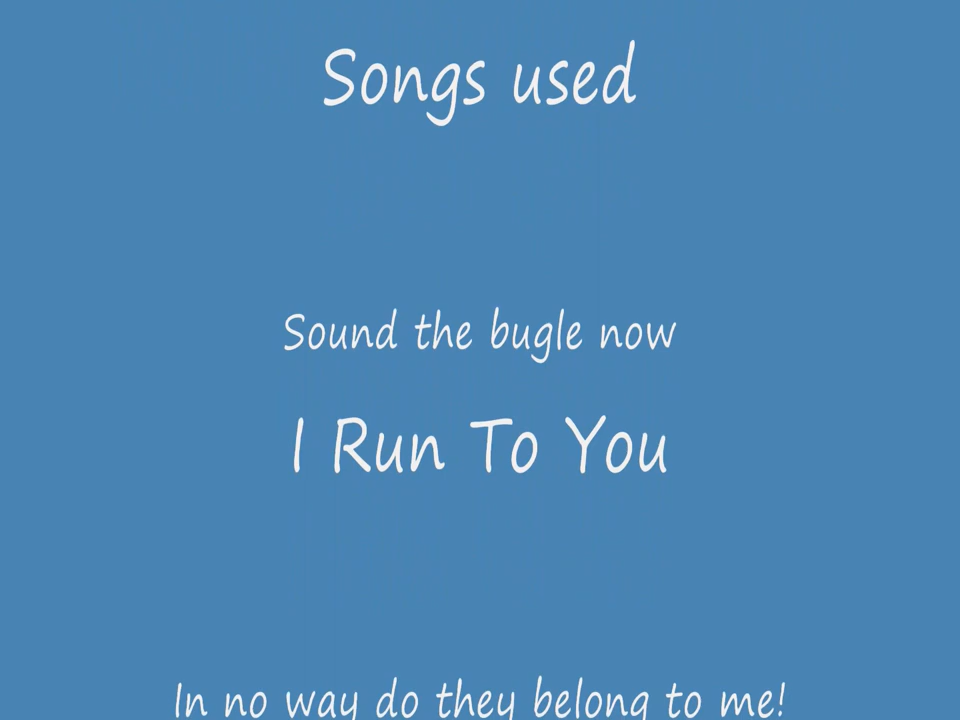 Songs used
Sound the bugle now
I Run To You
In no way do they belong to me!